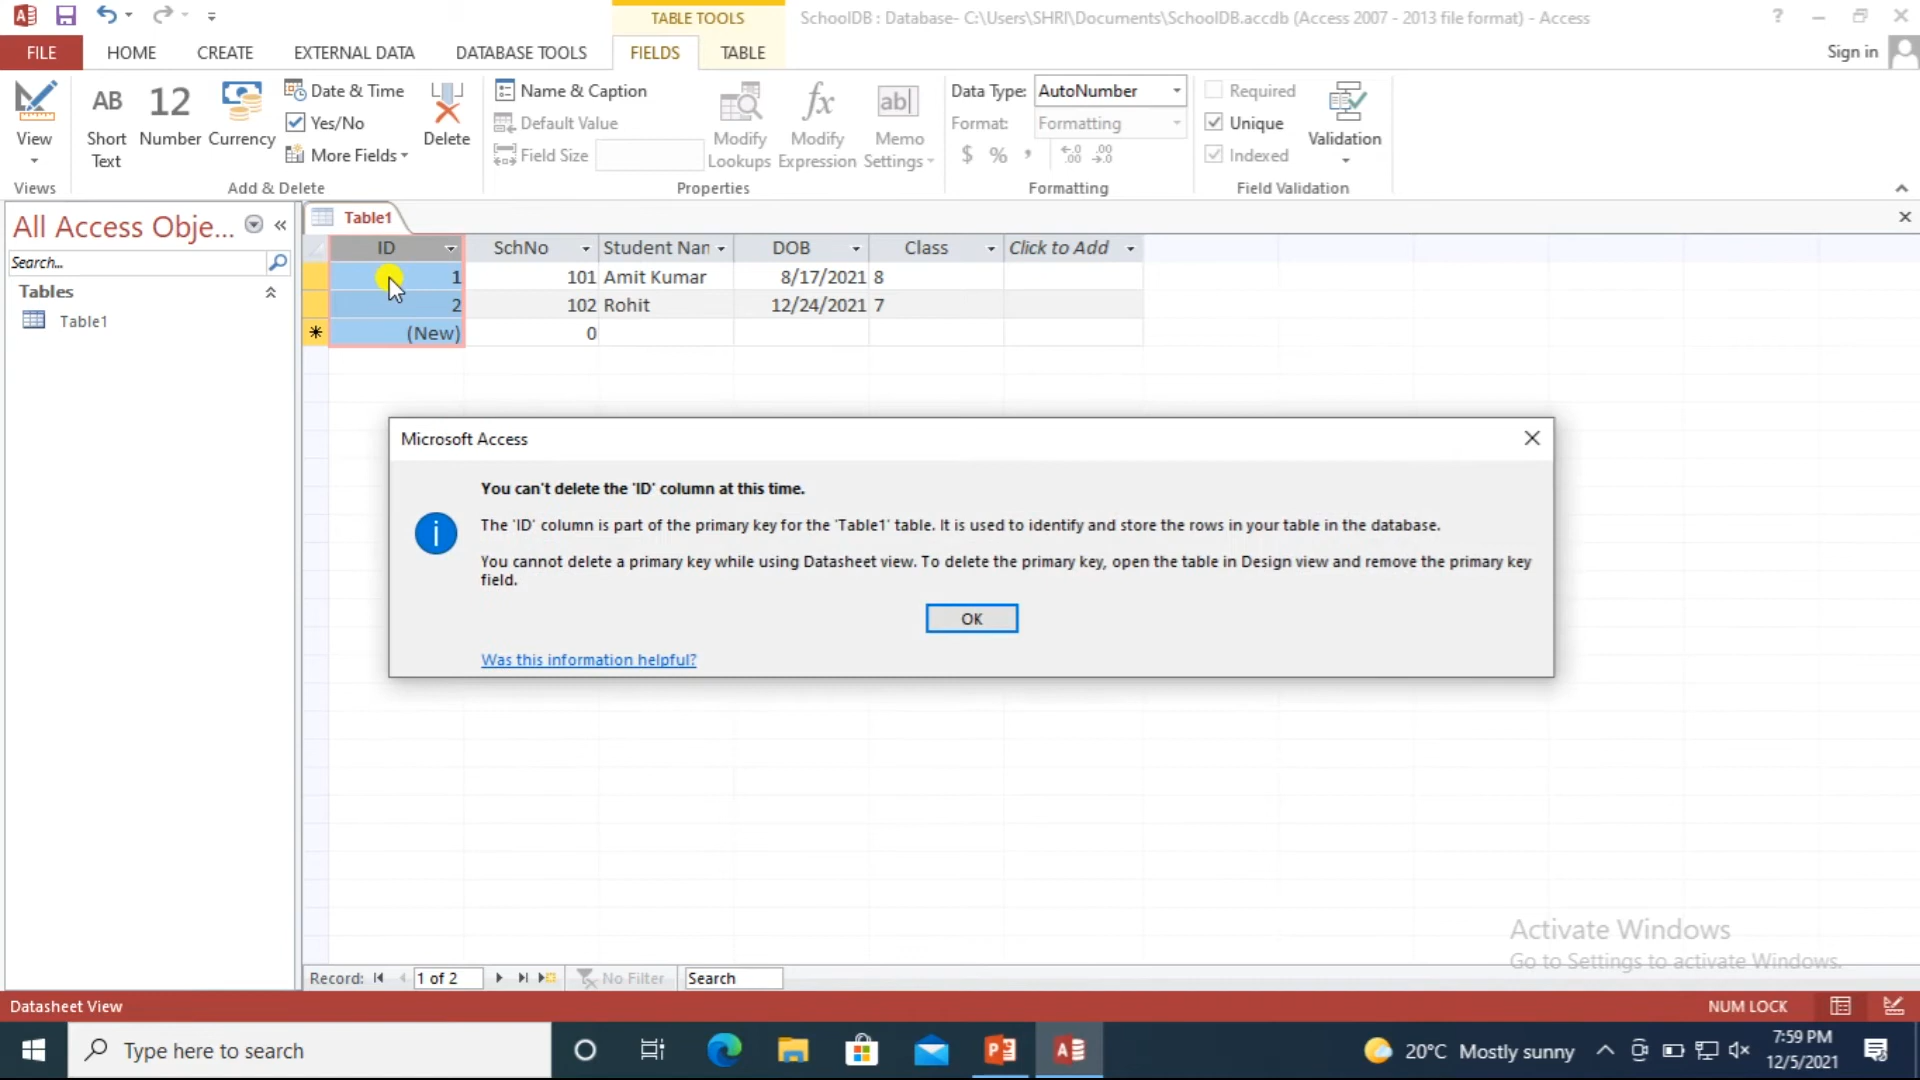 TABLE TOOLS
SchoolDB : Database- C:\Users\SHRI\Documents\SchoolDB.accdb (Access 2007 - 2013 file format) - Access
?
FILE HOME CREATE EXTERNAL DATA DATABASE TOOLS FIELDS TABLE Sign in
AB Short Text
12 Number
Currency
Date & Time
Yes/No
More Fields
Delete
Name & Caption
Default Value
Field Size
Modify Lookups
fx Modify Expression
ab| Memo Settings
Data Type: AutoNumber
Format: Formatting
$ % , .00 .00
Required
Unique
Indexed
Validation
View
Views
Add & Delete
Properties
Formatting
Field Validation
All Access Obje... «
Search...
Tables
Table1
Table1
ID SchNo Student Nan DOB Class Click to Add
1 101 Amit Kumar 8/17/2021 8
2 102 Rohit 12/24/2021 7
* (New) 0
Microsoft Access
You can't delete the 'ID' column at this time.
The 'ID' column is part of the primary key for the 'Table1' table. It is used to identify and store the rows in your table in the database.
You cannot delete a primary key while using Datasheet view. To delete the primary key, open the table in Design view and remove the primary key
field.
OK
Was this information helpful?
Activate Windows
Go to Settings to activate Windows.
Record: 1 of 2 No Filter Search
Datasheet View NUM LOCK
Type here to search
20°C Mostly sunny
7:59 PM
12/5/2021